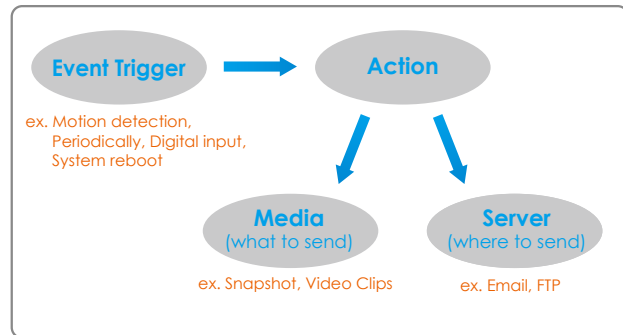 Event Trigger
Action
ex. Motion detection,
Periodically, Digital input,
System reboot
Media
(what to send)
Server
(where to send)
ex. Snapshot, Video Clips
ex. Email, FTP